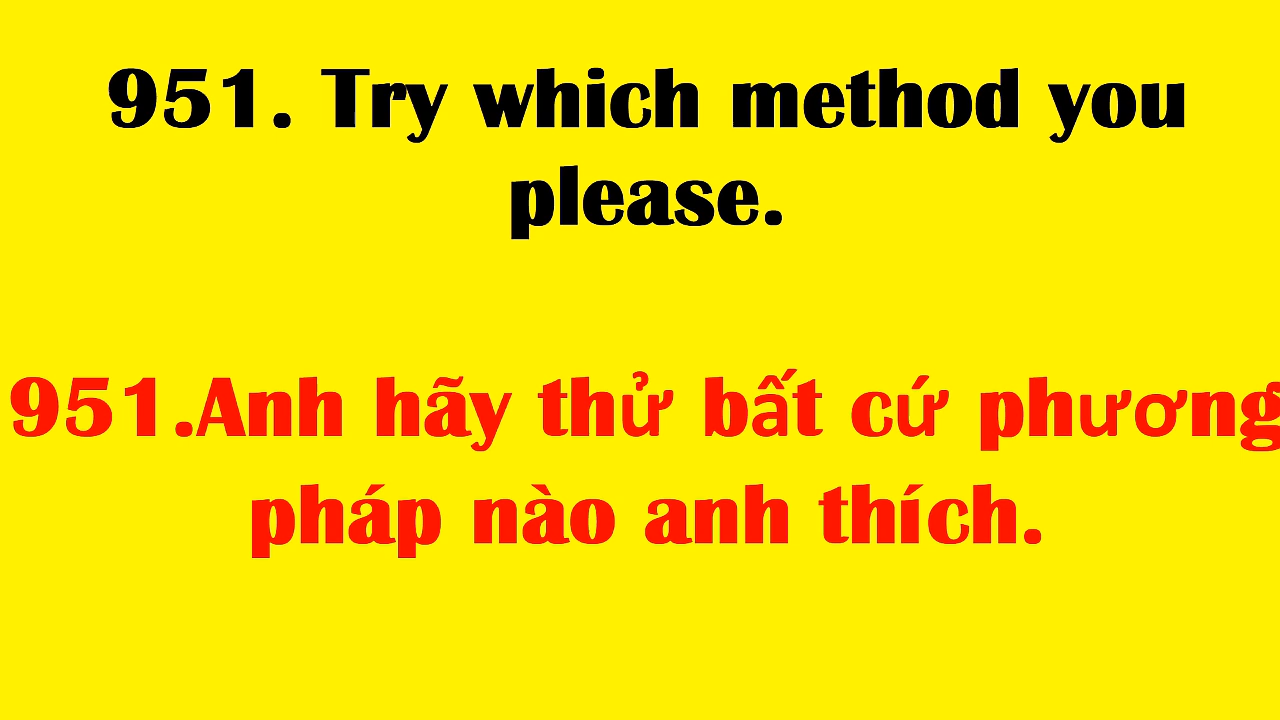 951. Try which method you
please.
951.Anh hãy thử bất cứ phương
pháp nào anh thích.